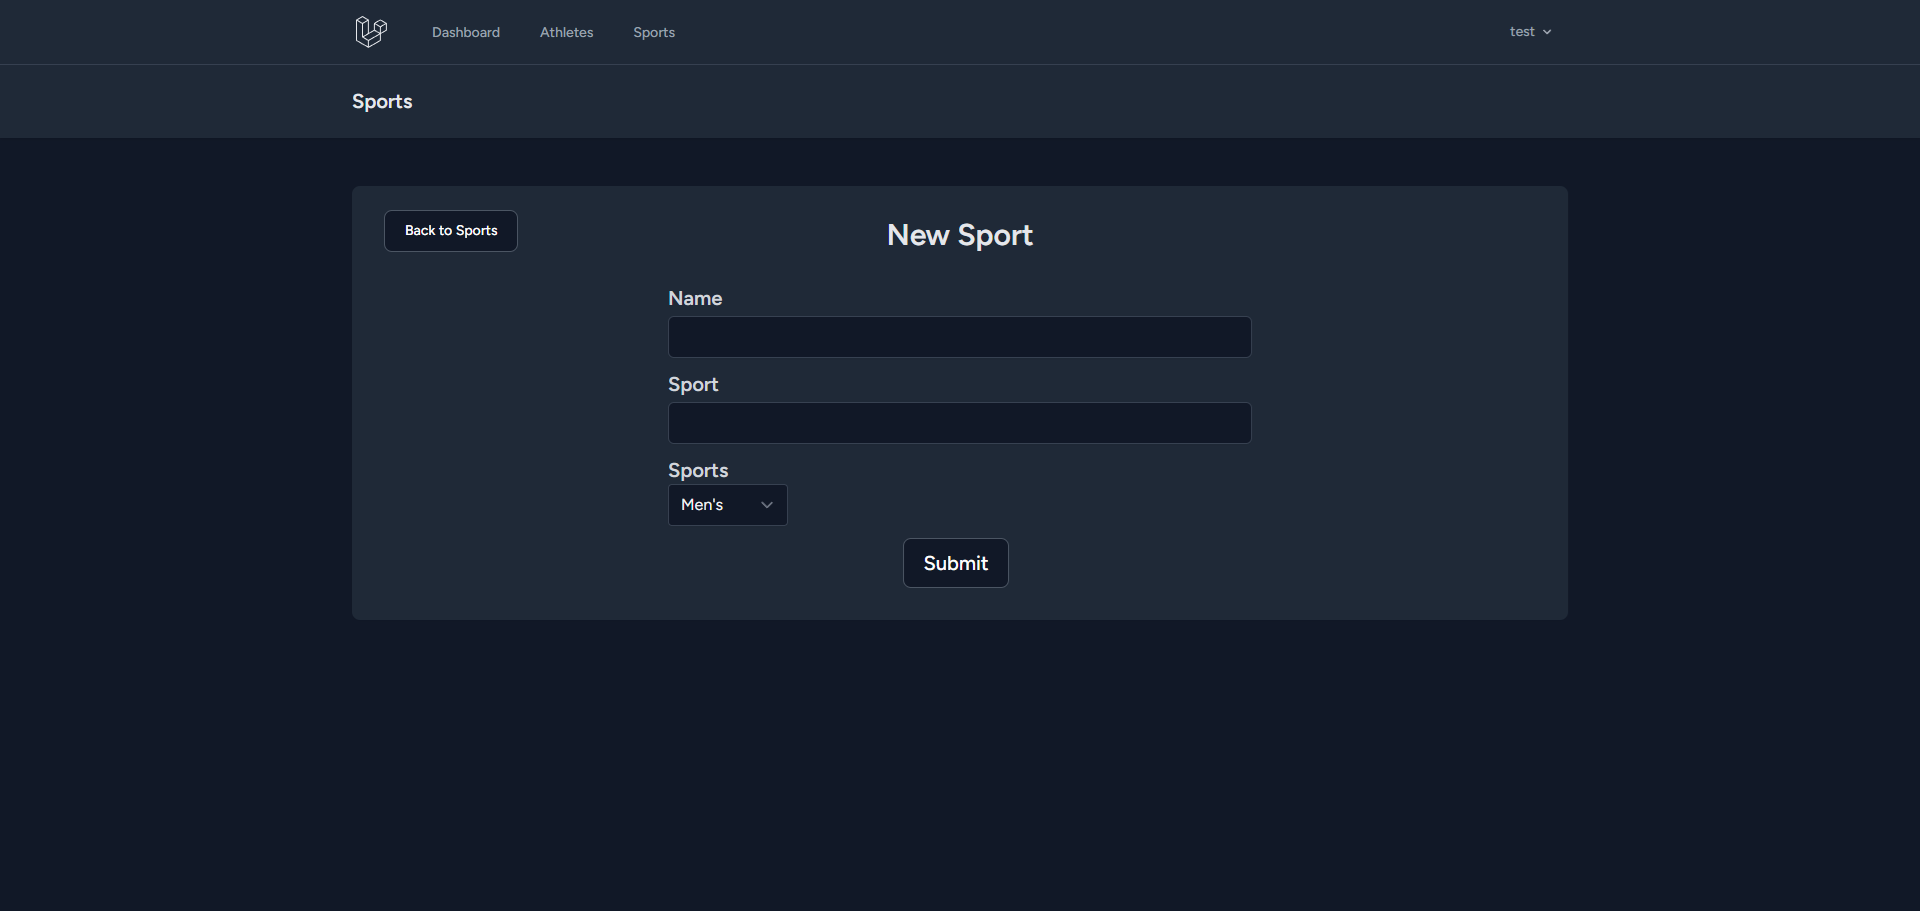 Dashboard Athletes Sports test
Sports
Back to Sports
New Sport
Name
Sport
Sports
Men's
Submit